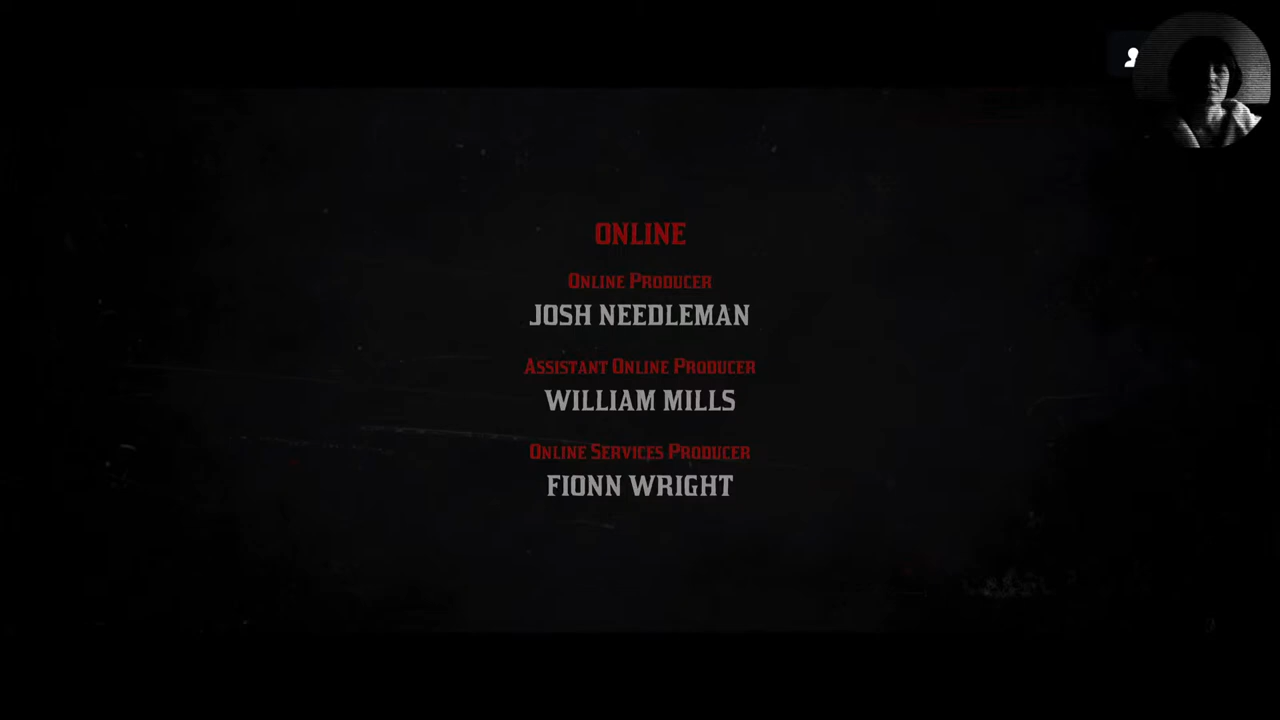 ONLINE
Online Producer
JOSH NEEDLEMAN
Assistant Online Producer
WILLIAM MILLS
Online Services Producer
FIONN WRIGHT